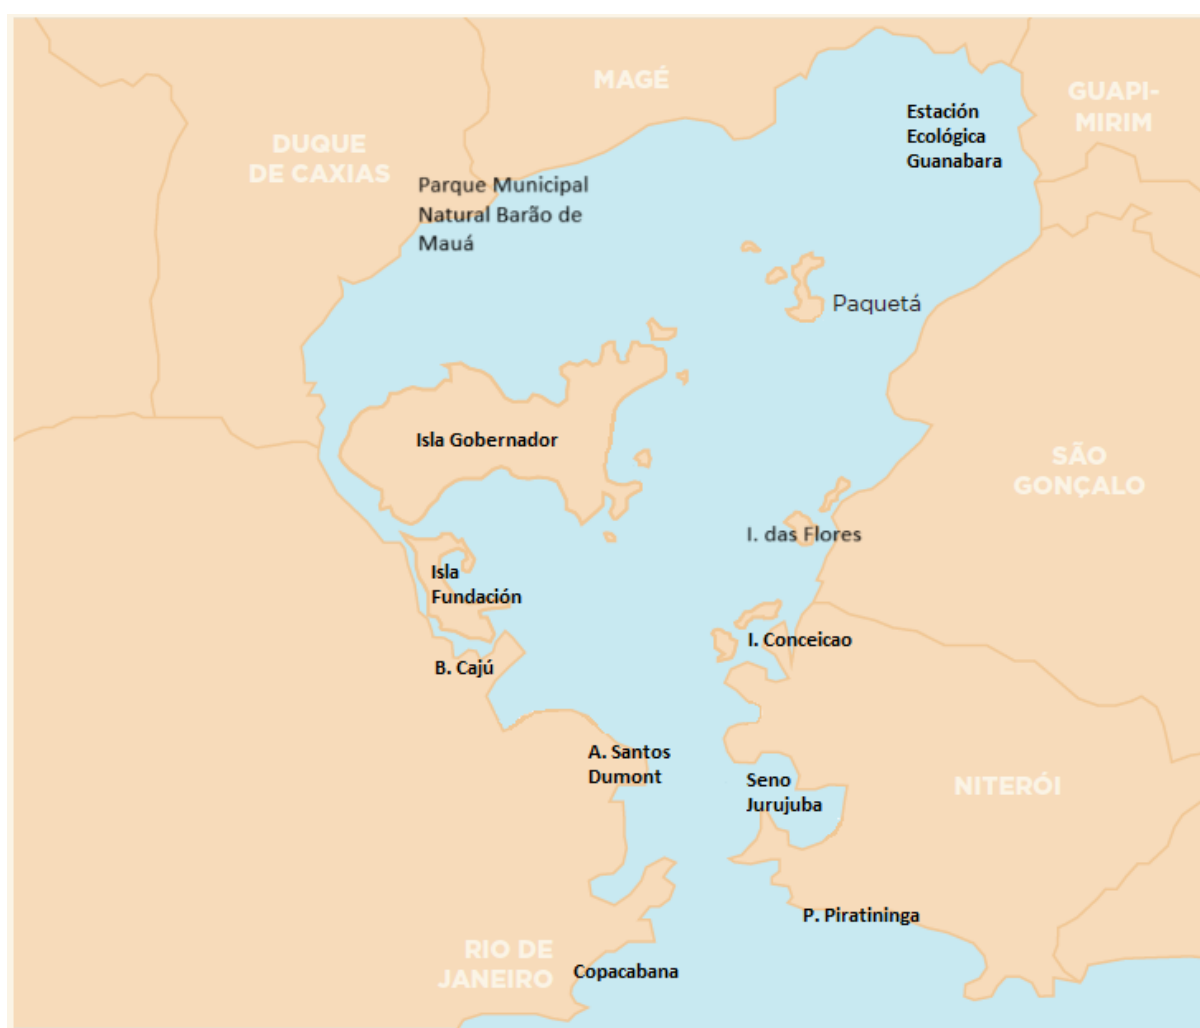 MAGÉ
GUAPI-
MIRIM
Estación
Ecológica
Guanabara
DUQUE
DE CAXIAS
Parque Municipal
Natural Barão de
Mauá
Paquetá
Isla Gobernador
SÃO
GONÇALO
I. das Flores
Isla
Fundación
I. Conceicao
B. Cajú
A. Santos
Dumont
Seno
Jurujuba
NITERÓI
P. Piratininga
RIO DE
JANEIRO
Copacabana